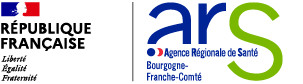 RÉPUBLIQUE
FRANÇAISE
Liberté
Égalité
Fraternité
ars
Agence Régionale de Santé
Bourgogne-
Franche-Comté